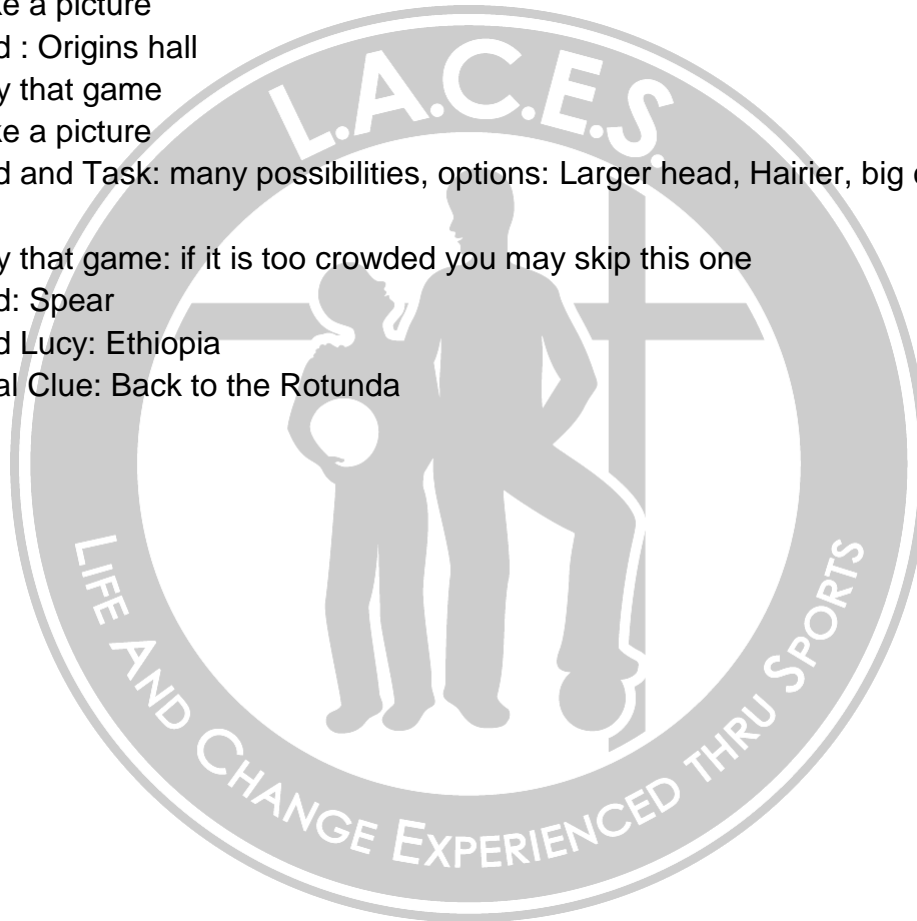 ke a picture
d : Origins hall
y that game
ke a picture
d and Task: many possibilities, options: Larger head, Hairier, big
y that game: if it is too crowded you may skip this one
d: Spear
d Lucy: Ethiopia
al Clue: Back to the Rotunda
L.A.C.E.S.
LIFE AND CHANGE EXPERIENCED THRU SPORTS